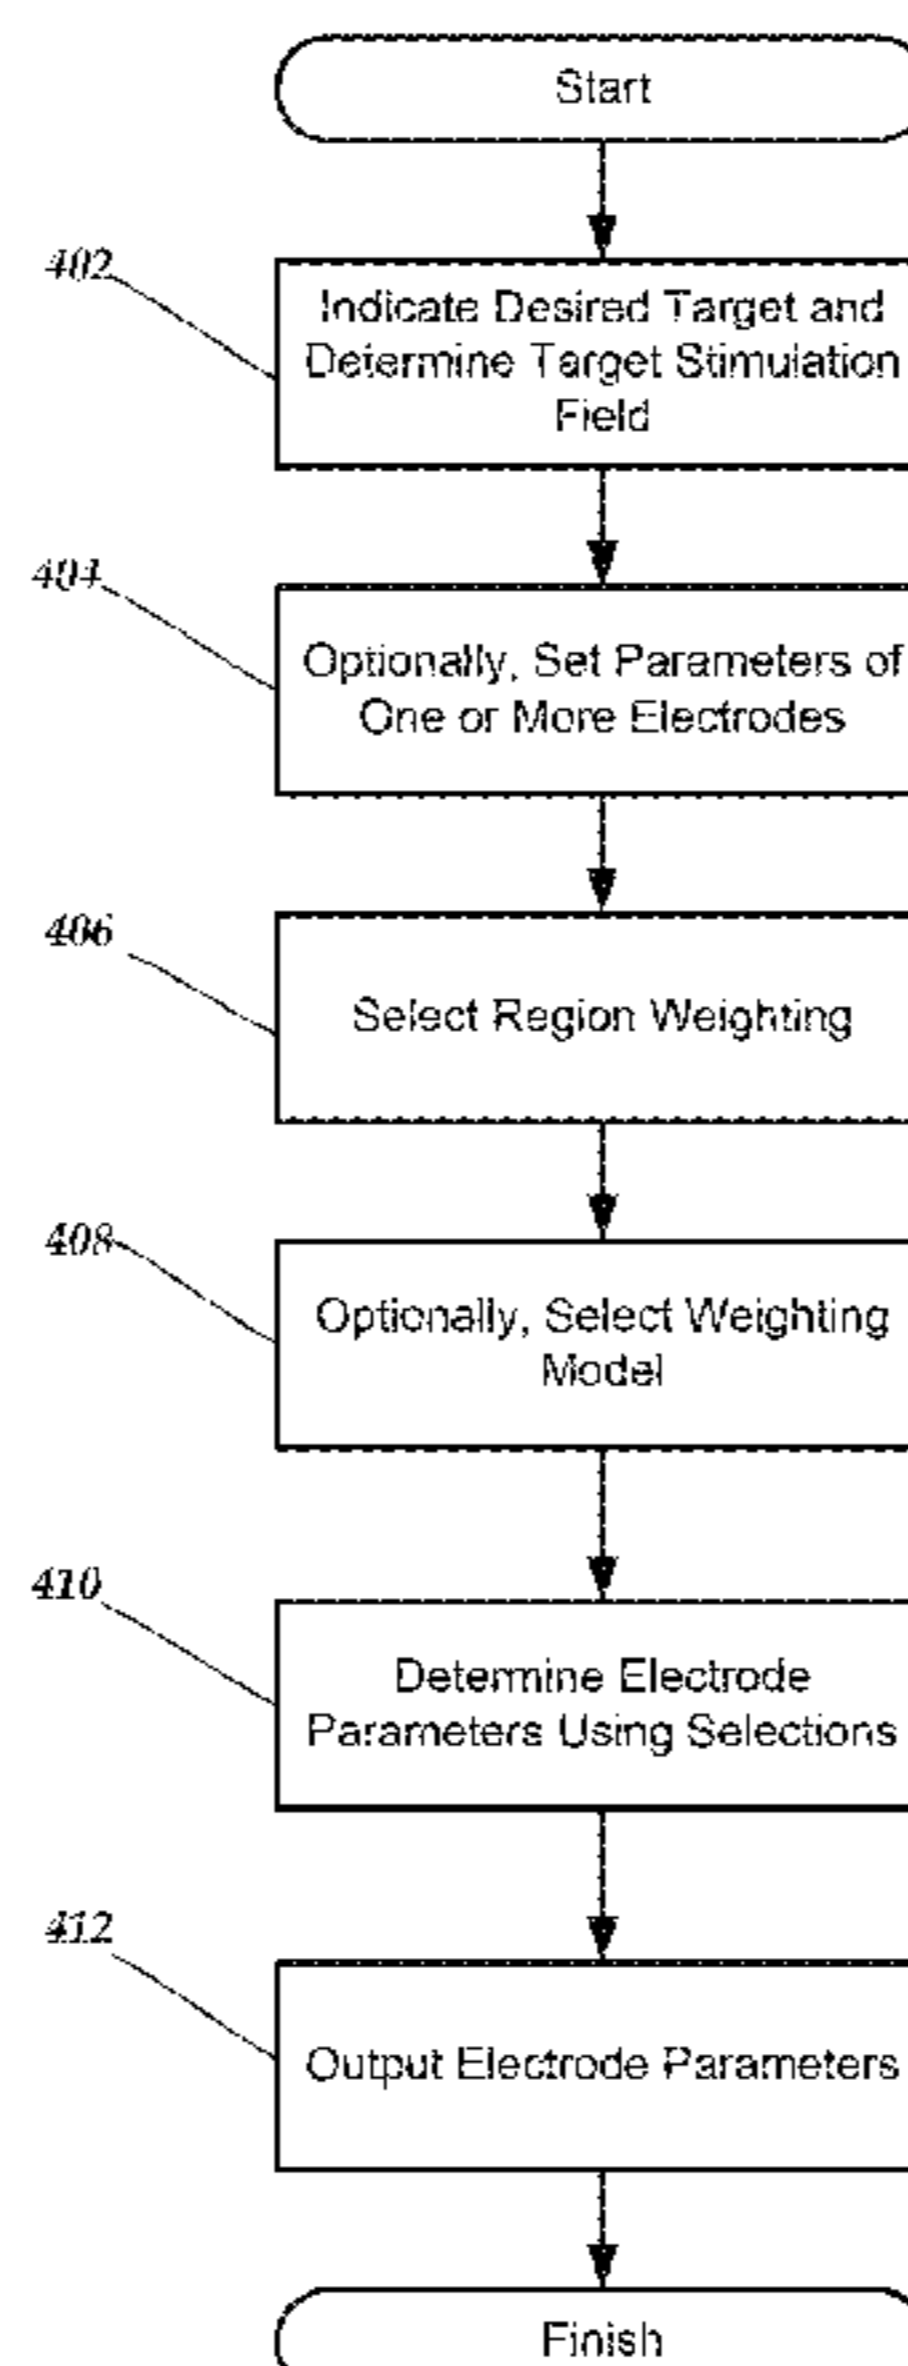 Start
402
Indicate Desired Target and
Determine Target Stimulation
Field
404
Optionally, Set Parameters of
One or More Electrodes
406
Select Region Weighting
408
Optionally, Select Weighting
Model
410
Determine Electrode
Parameters Using Selections
412
Output Electrode Parameters
Finish